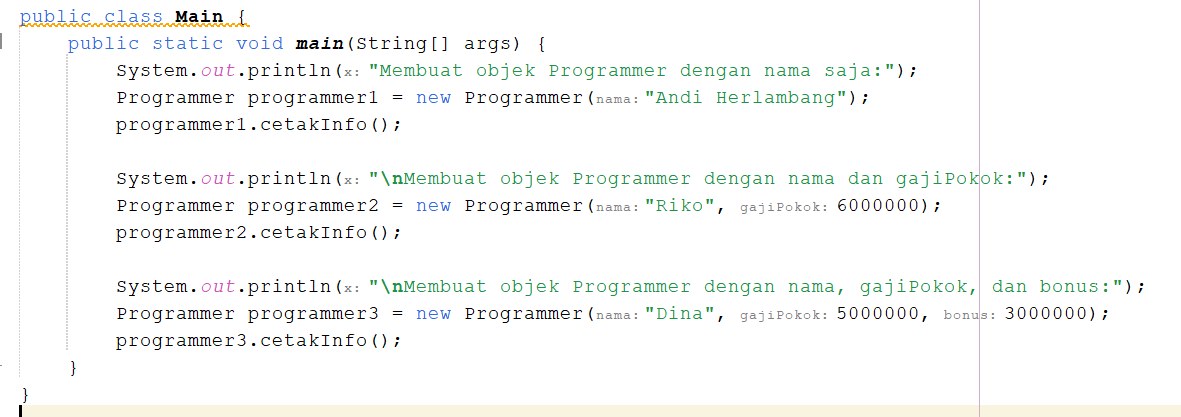 public class Main {
public static void main(String[] args) {
System.out.println(x: "Membuat objek Programmer dengan nama saja:");
Programmer programmer1 = new Programmer(nama: "Andi Herlambang");
programmer1.cetakInfo();
System.out.println(x: "\nMembuat objek Programmer dengan nama dan gajiPokok:");
Programmer programmer2 = new Programmer(nama: "Riko", gajiPokok: 6000000);
programmer2.cetakInfo();
System.out.println(x: "\nMembuat objek Programmer dengan nama, gajiPokok, dan bonus:");
Programmer programmer3 = new Programmer(nama: "Dina", gajiPokok: 5000000, bonus: 3000000);
programmer3.cetakInfo();
}
}